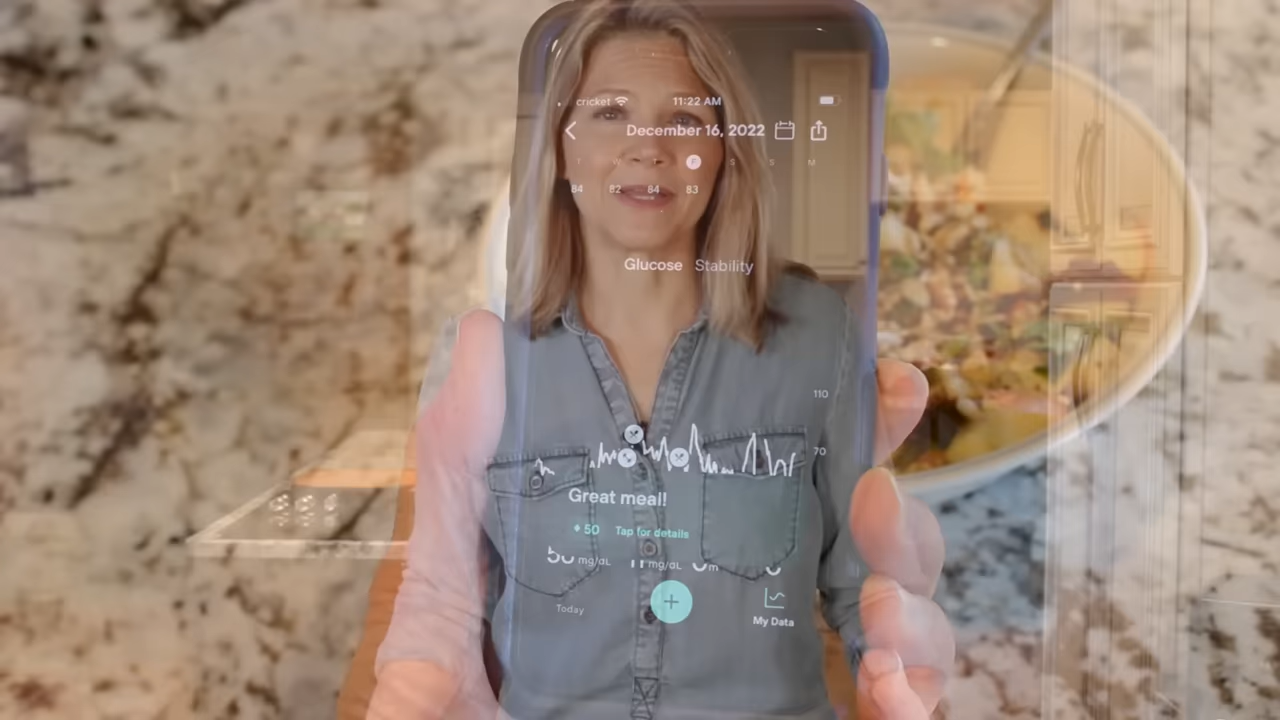 cricket 11:22 AM
December 16, 2022
T W T F S S M
84 82 84 83
Glucose Stability
110
70
Great meal!
50 Tap for details
mg/dL mg/dL m
Today + My Data